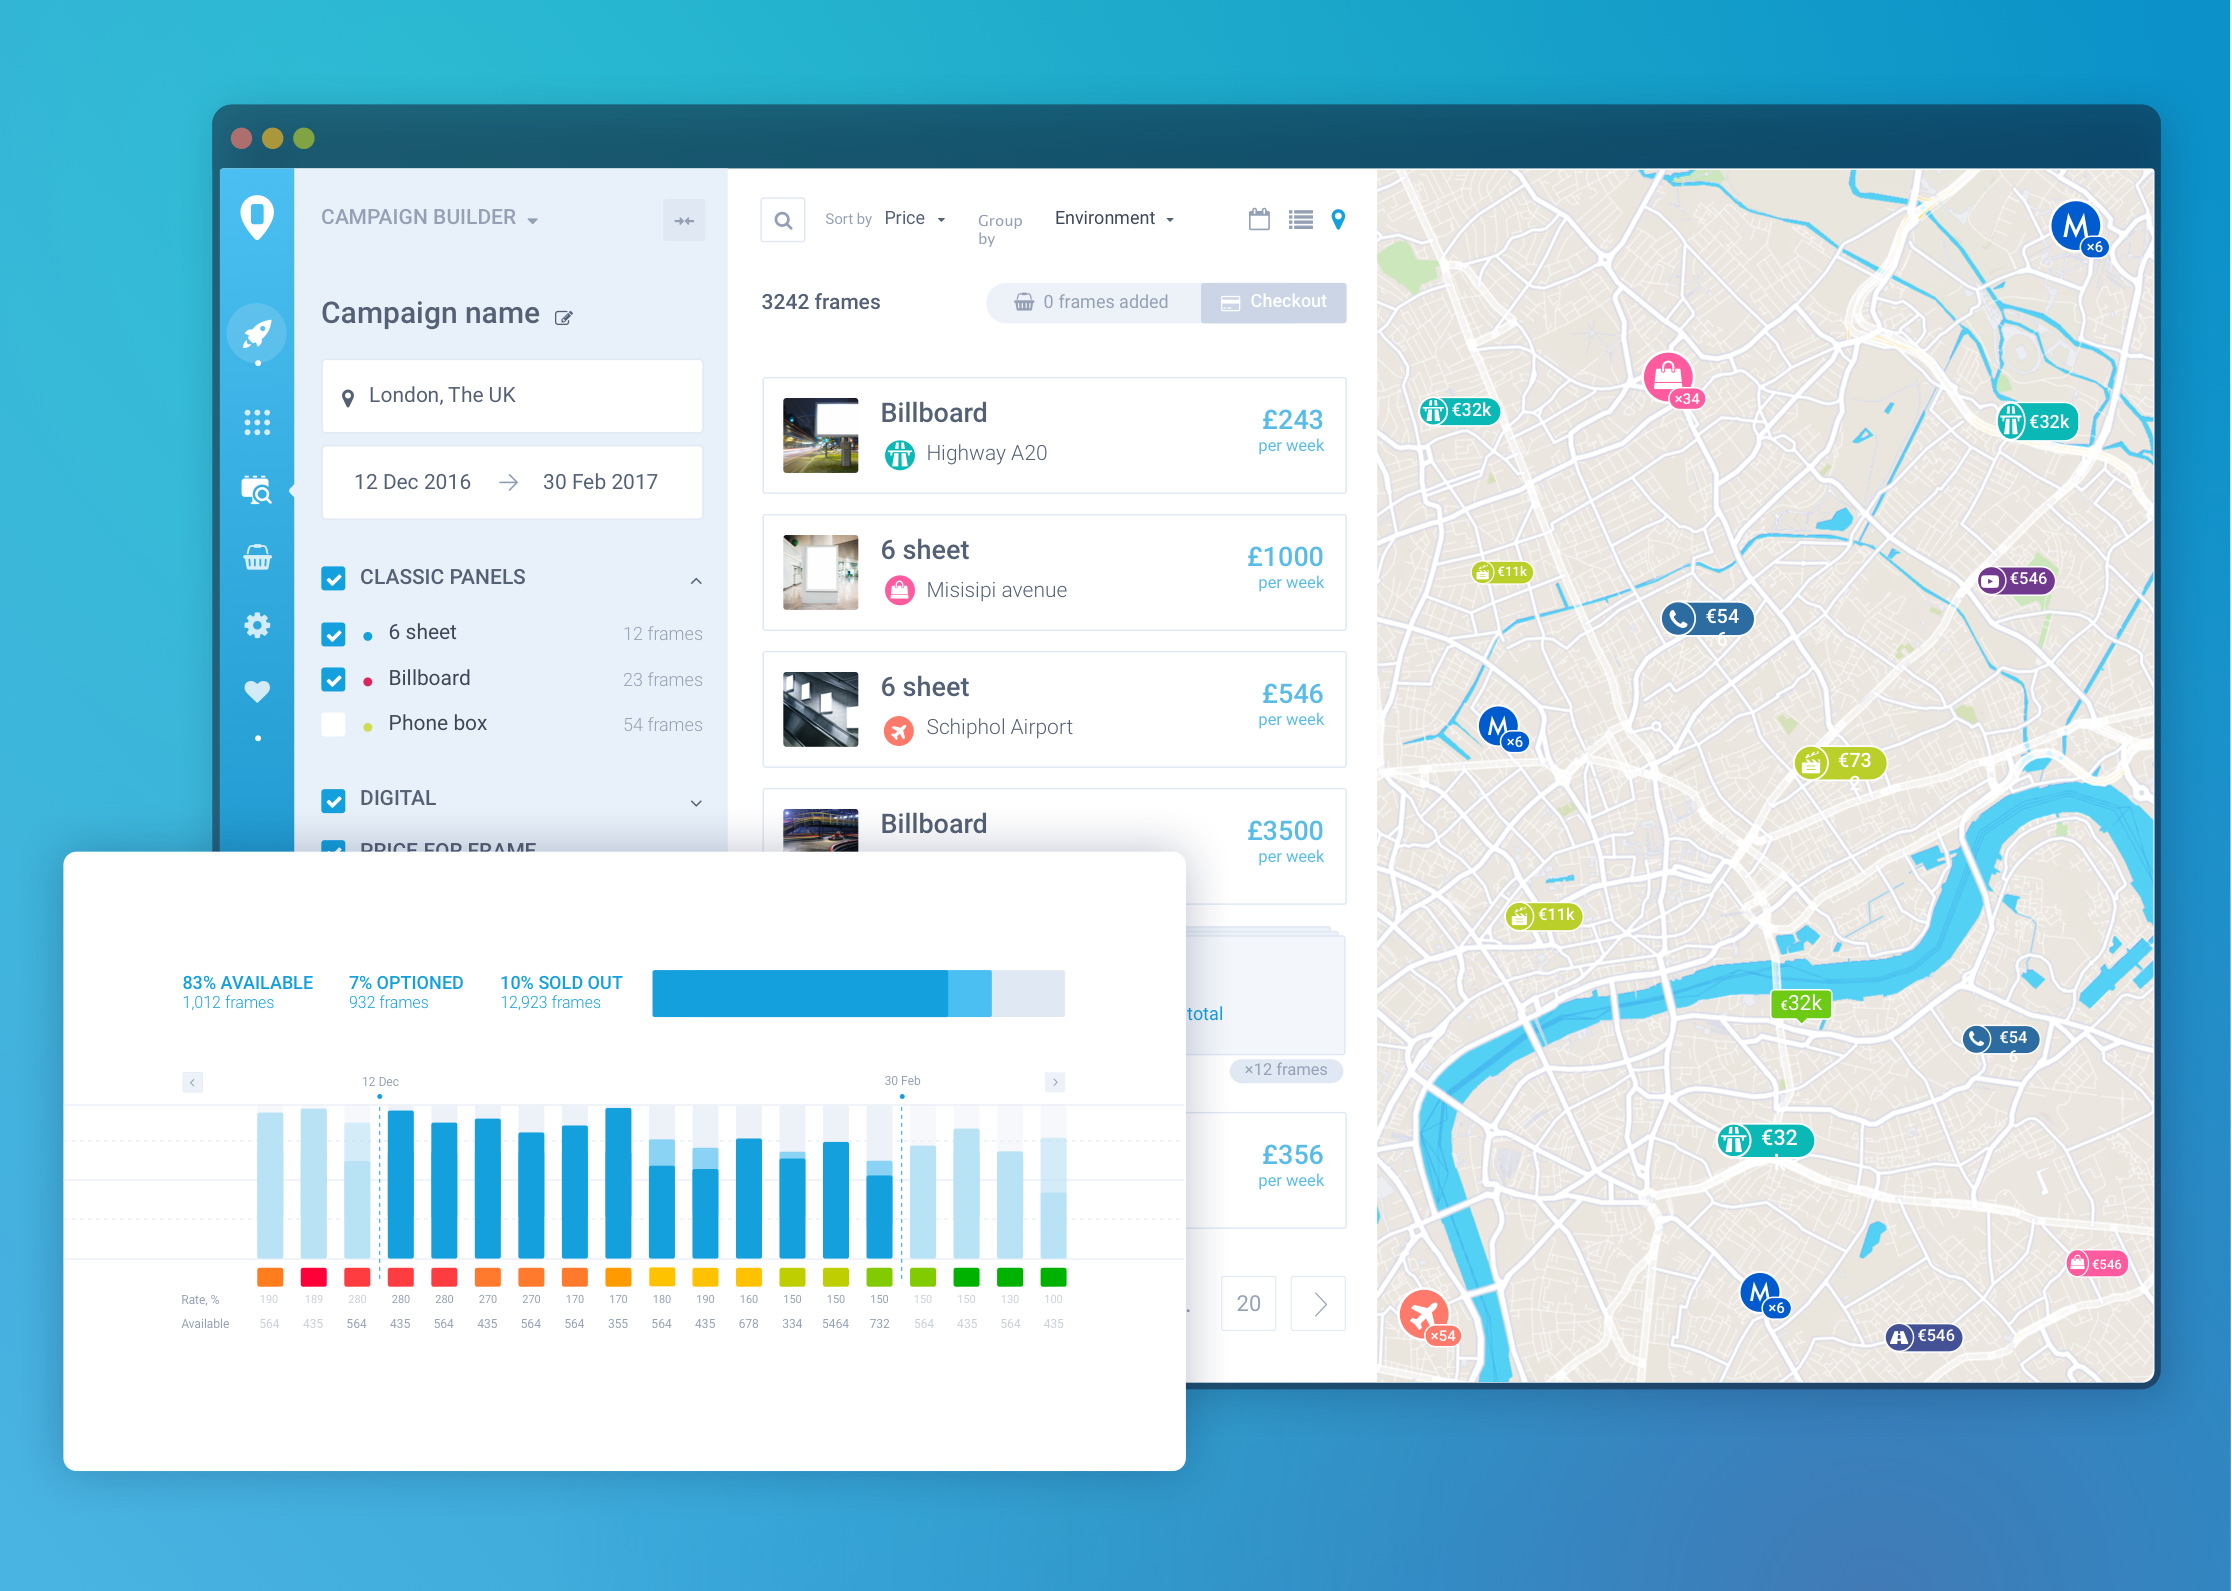 CAMPAIGN BUILDER
Campaign name
London, The UK
12 Dec 2016
30 Feb 2017
CLASSIC PANELS
6 sheet
12 frames
Billboard
23 frames
Phone box
54 frames
DIGITAL
PRICE FOR FRAME
Sort by Price
Group
by
Environment
3242 frames
0 frames added
Checkout
Billboard
Highway A20
£243
per week
6 sheet
Misisipi avenue
£1000
per week
6 sheet
Schiphol Airport
£546
per week
Billboard
£3500
per week
total
×12 frames
£356
per week
20
M
×6
×34
€32k
€32k
€11k
€546
€54
6
M
×6
€73
2
€11k
€32k
€54
6
€32
€546
M
×6
×54
€546
83% AVAILABLE
1,012 frames
7% OPTIONED
932 frames
10% SOLD OUT
12,923 frames
12 Dec
30 Feb
Rate, % 190 189 280 280 280 270 270 170 170 180 190 160 150 150 150 150 150 130 100
Available 564 435 564 435 564 435 564 564 355 564 435 678 334 5464 732 564 435 564 435